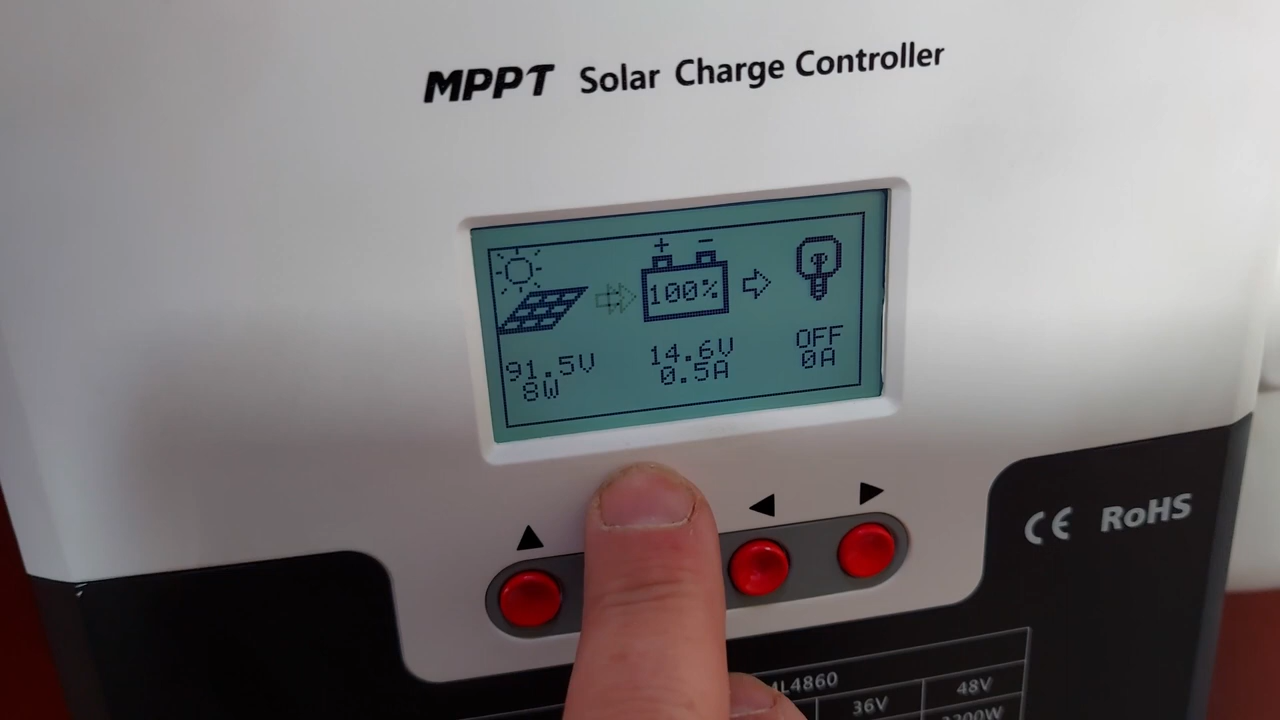 MPPT Solar Charge Controller
+ −
100%
91.5V 14.6V OFF
8W 0.5A 0A
▲ ◀ ▶
CE RoHS
L4860
36V 48V